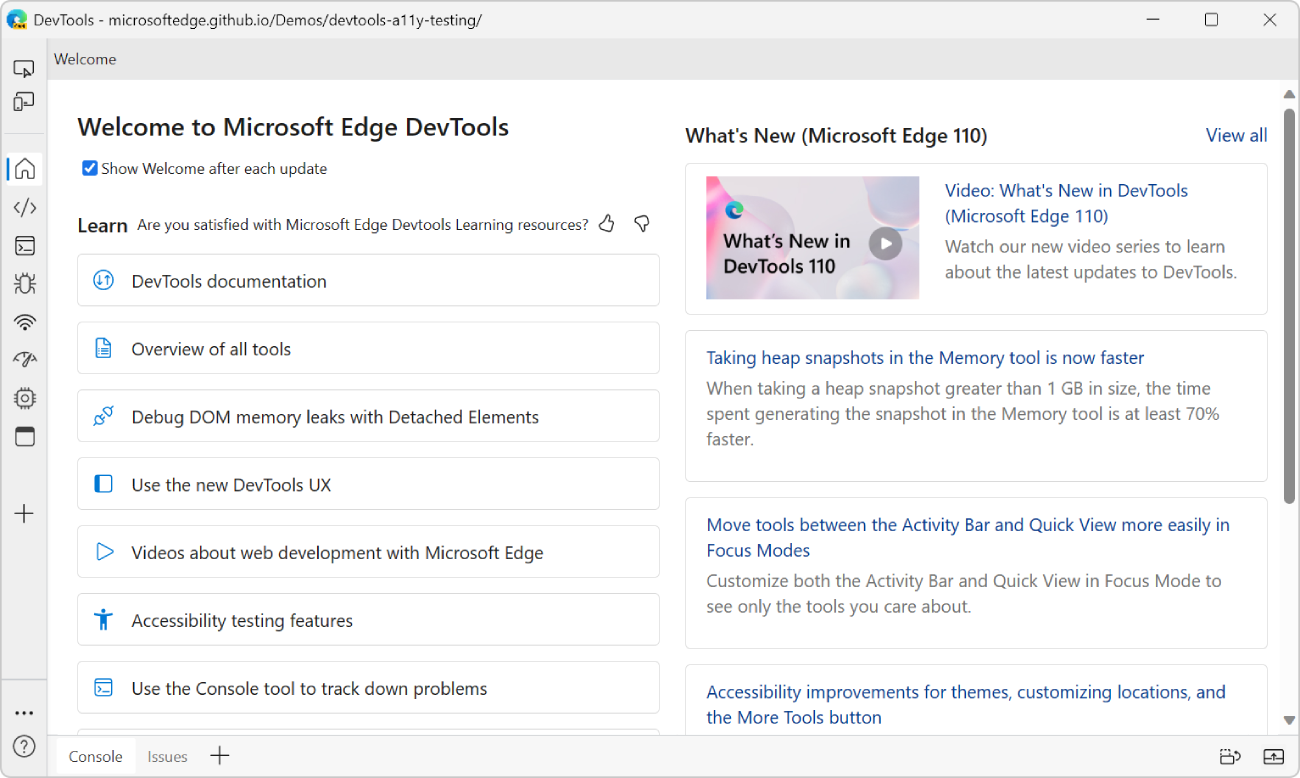 DevTools - microsoftedge.github.io/Demos/devtools-a11y-testing/
Welcome
Welcome to Microsoft Edge DevTools
Show Welcome after each update
Learn Are you satisfied with Microsoft Edge Devtools Learning resources?
DevTools documentation
Overview of all tools
Debug DOM memory leaks with Detached Elements
Use the new DevTools UX
Videos about web development with Microsoft Edge
Accessibility testing features
Use the Console tool to track down problems
What's New (Microsoft Edge 110)
View all
What's New in
DevTools 110
Video: What's New in DevTools
(Microsoft Edge 110)
Watch our new video series to learn
about the latest updates to DevTools.
Taking heap snapshots in the Memory tool is now faster
When taking a heap snapshot greater than 1 GB in size, the time
spent generating the snapshot in the Memory tool is at least 70%
faster.
Move tools between the Activity Bar and Quick View more easily in
Focus Modes
Customize both the Activity Bar and Quick View in Focus Mode to
see only the tools you care about.
Accessibility improvements for themes, customizing locations, and
the More Tools button
Console
Issues